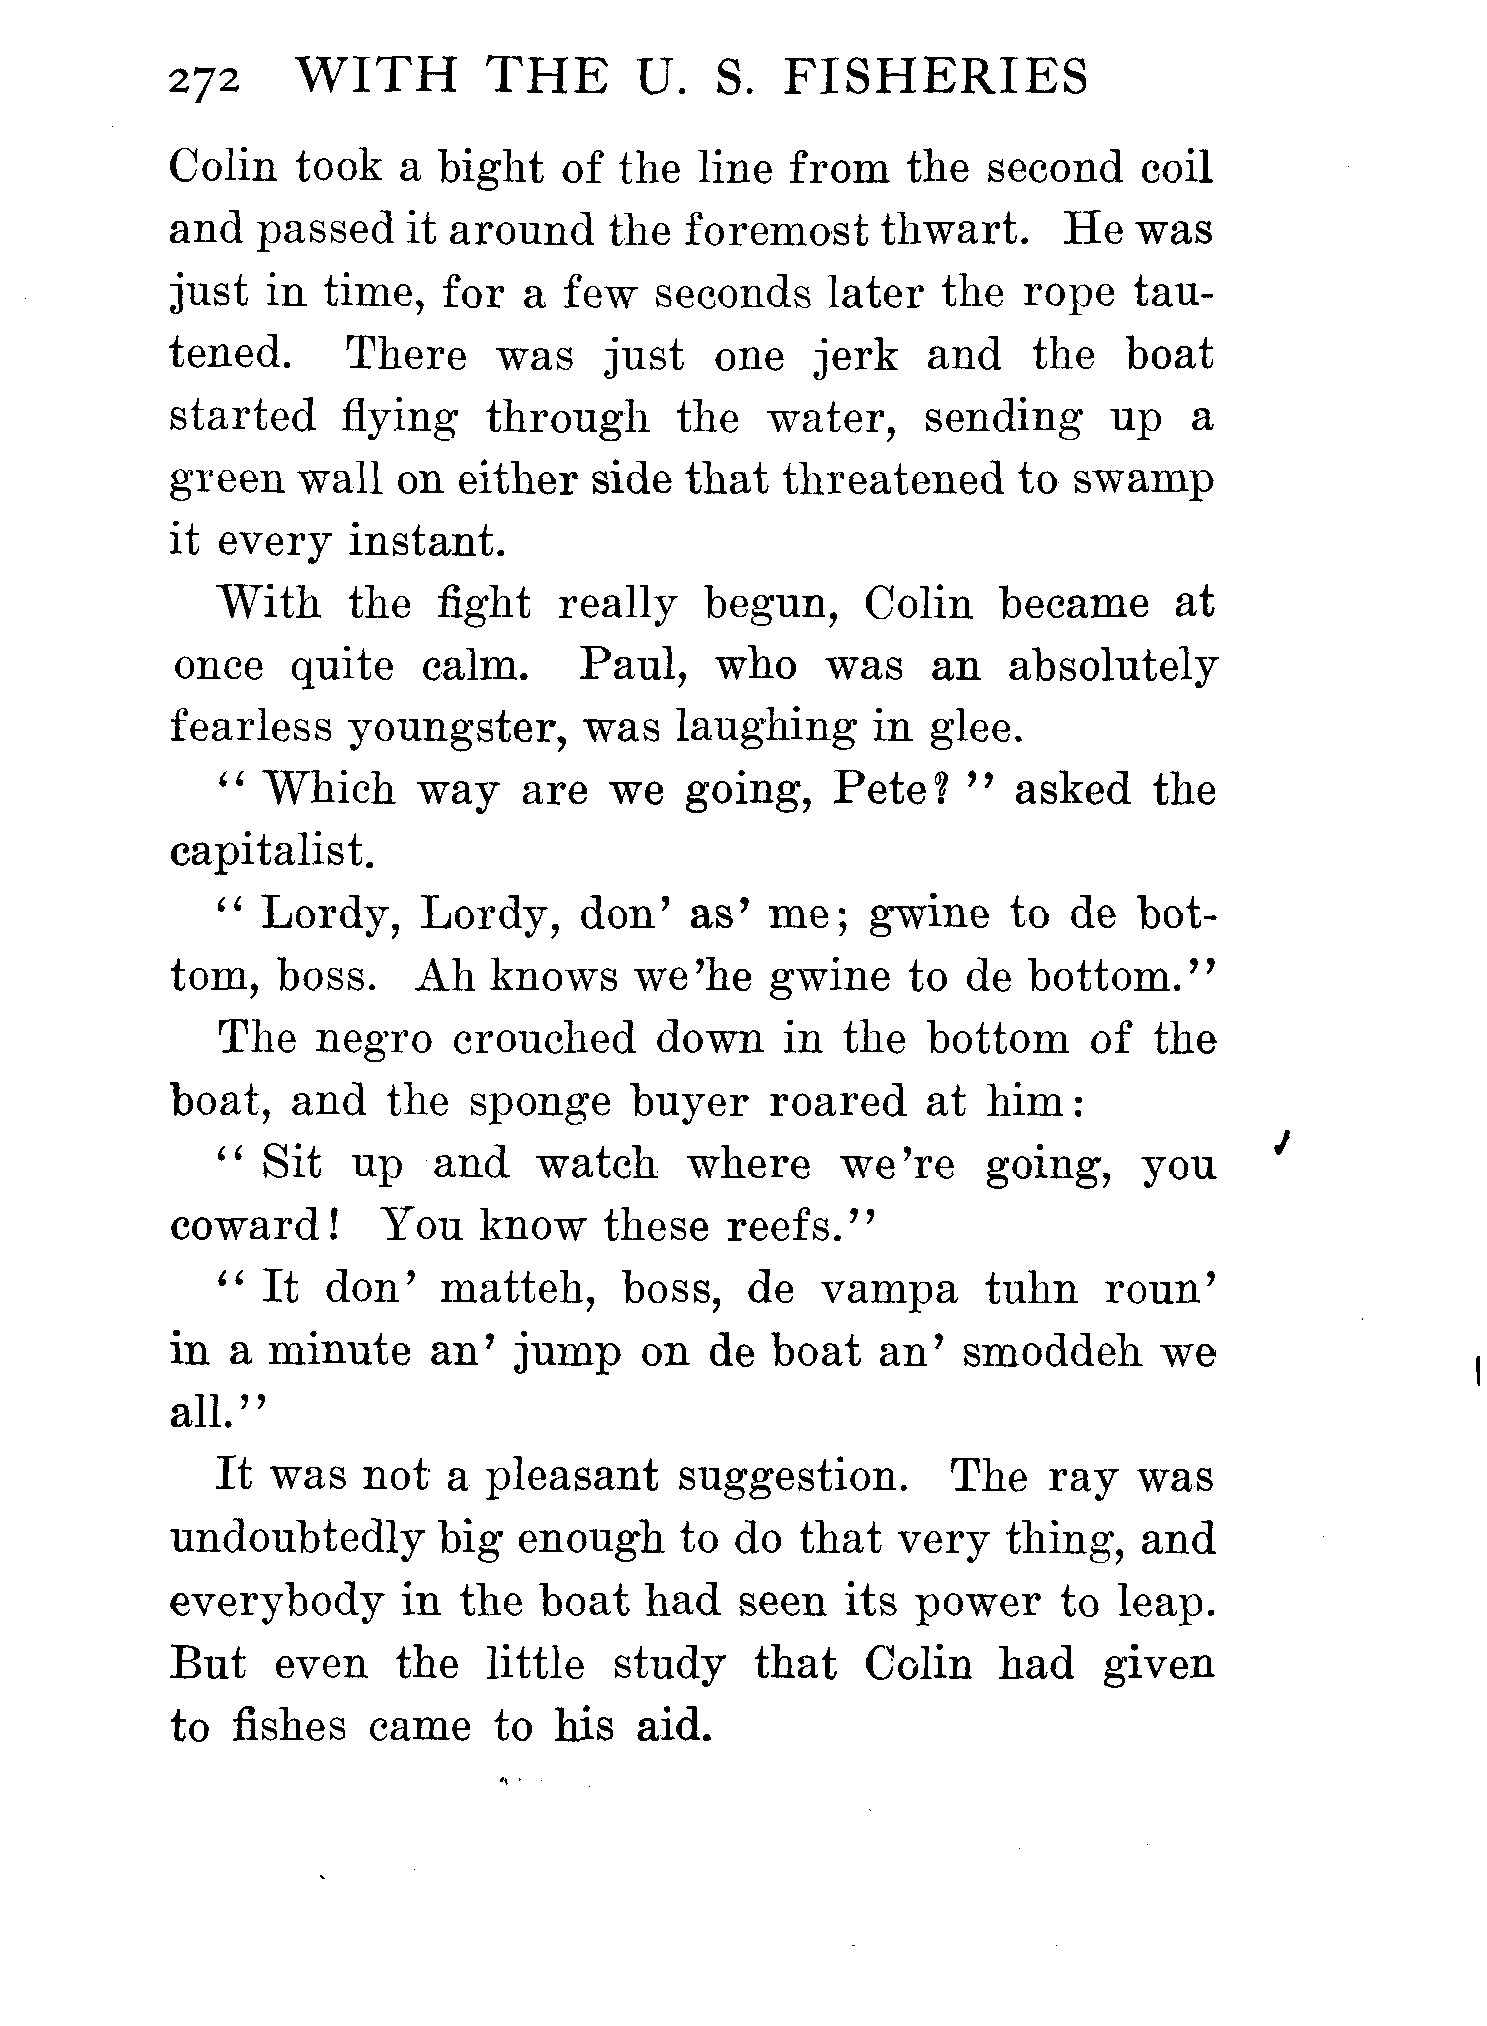 272 WITH THE U. S. FISHERIES
Colin took a bight of the line from the second coil
and passed it around the foremost thwart. He was
just in time, for a few seconds later the rope tau-
tened. There was just one jerk and the boat
started flying through the water, sending up a
green wall on either side that threatened to swamp
it every instant.
With the fight really begun, Colin became at
once quite calm. Paul, who was an absolutely
fearless youngster, was laughing in glee.
“ Which way are we going, Pete? ” asked the
capitalist.
“ Lordy, Lordy, don’ as’ me; gwine to de bot-
tom, boss. Ah knows we’he gwine to de bottom.”
The negro crouched down in the bottom of the
boat, and the sponge buyer roared at him:
“ Sit up and watch where we’re going, you
coward! You know these reefs.”
“ It don’ matteh, boss, de vampa tuhn roun’
in a minute an’ jump on de boat an’ smoddeh we
all.”
It was not a pleasant suggestion. The ray was
undoubtedly big enough to do that very thing, and
everybody in the boat had seen its power to leap.
But even the little study that Colin had given
to fishes came to his aid.